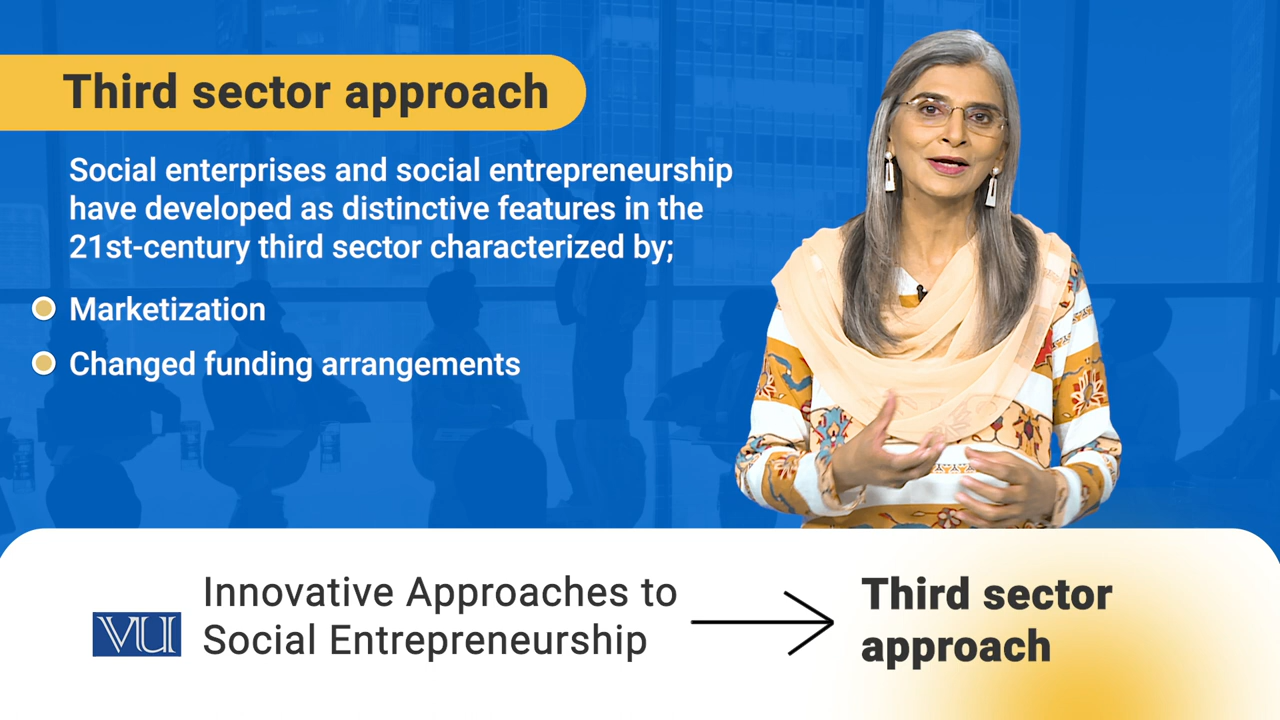 Third sector approach
Social enterprises and social entrepreneurship
have developed as distinctive features in the
21st-century third sector characterized by;
Marketization
Changed funding arrangements
VU
Innovative Approaches to
Social Entrepreneurship
Third sector
approach